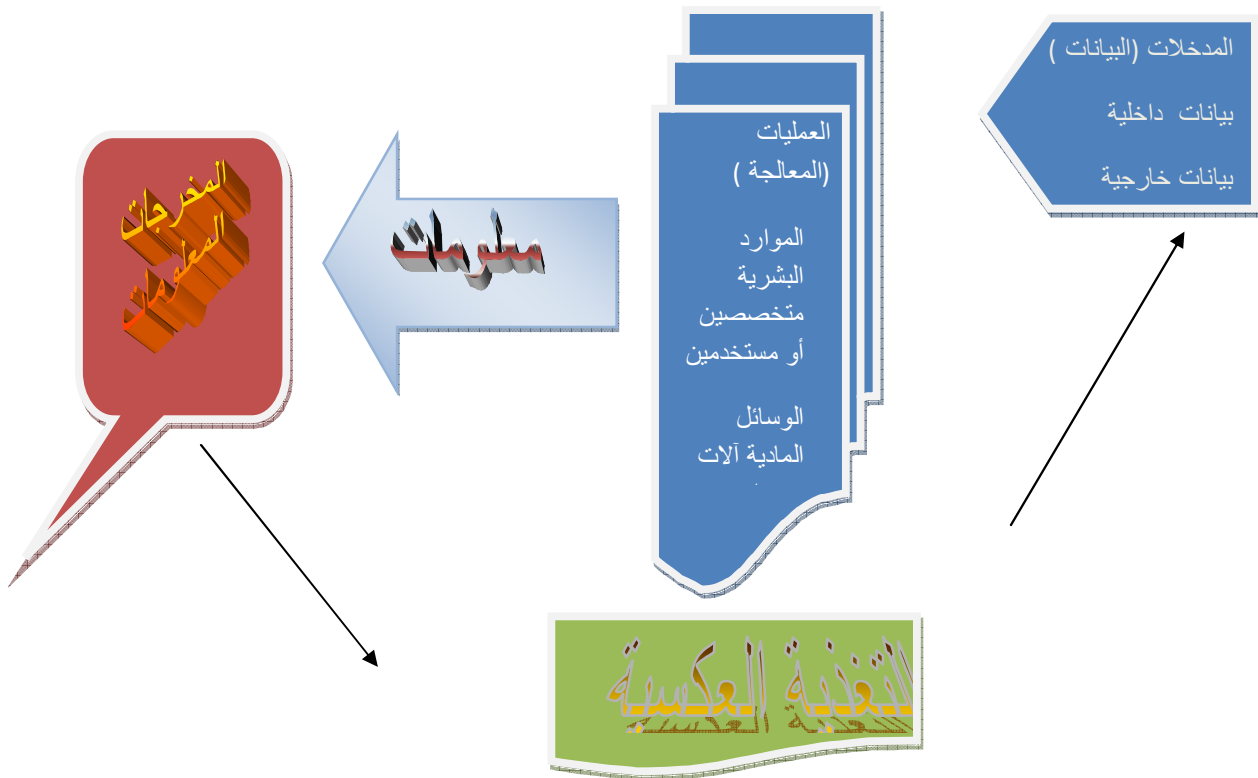 المدخلات (البيانات )
بيانات داخلية
بيانات خارجية
العمليات
(المعالجة )
الموارد
البشرية
متخصصين
أو مستخدمين
الوسائل
المادية آلات
معلومات
المخرجات
المعلومات
التغذية العكسية